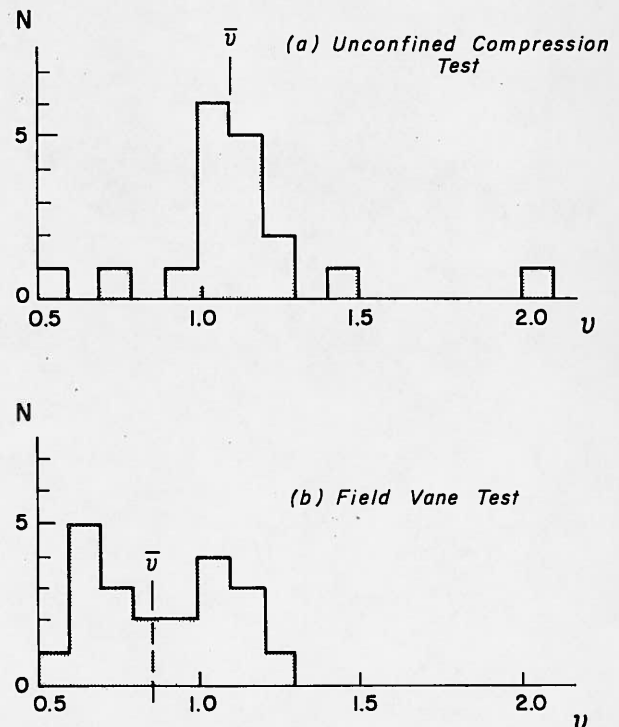 N
ῡ
(a) Unconfined Compression
Test
5
0
0.5 1.0 1.5 2.0 υ
N
(b) Field Vane Test
5
ῡ
0
0.5 1.0 1.5 2.0
υ